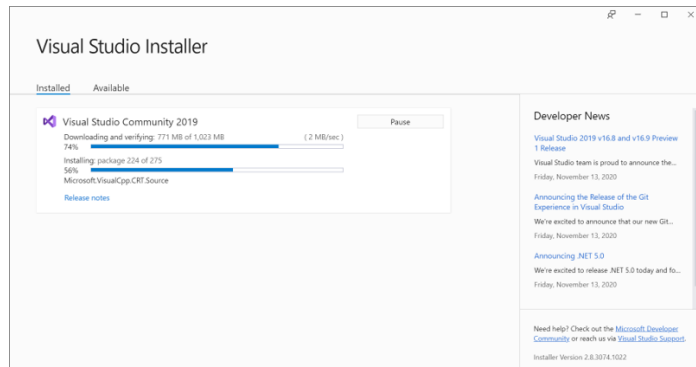 Visual Studio Installer
Installed
Available
Visual Studio Community 2019
Pause
Downloading and verifying: 771 MB of 1,023 MB
( 2 MB/sec )
74%
Installing: package 224 of 275
56%
Microsoft.VisualCpp.CRT.Source
Release notes
Developer News
Visual Studio 2019 v16.8 and v16.9 Preview
1 Release
Visual Studio team is proud to announce the...
Friday, November 13, 2020
Announcing the Release of the Git
Experience in Visual Studio
We're excited to announce that our new Git...
Friday, November 13, 2020
Announcing .NET 5.0
We're excited to release .NET 5.0 today and fo...
Friday, November 13, 2020
Need help? Check out the Microsoft Developer
Community or reach us via Visual Studio Support.
Installer Version 2.8.3074.1022